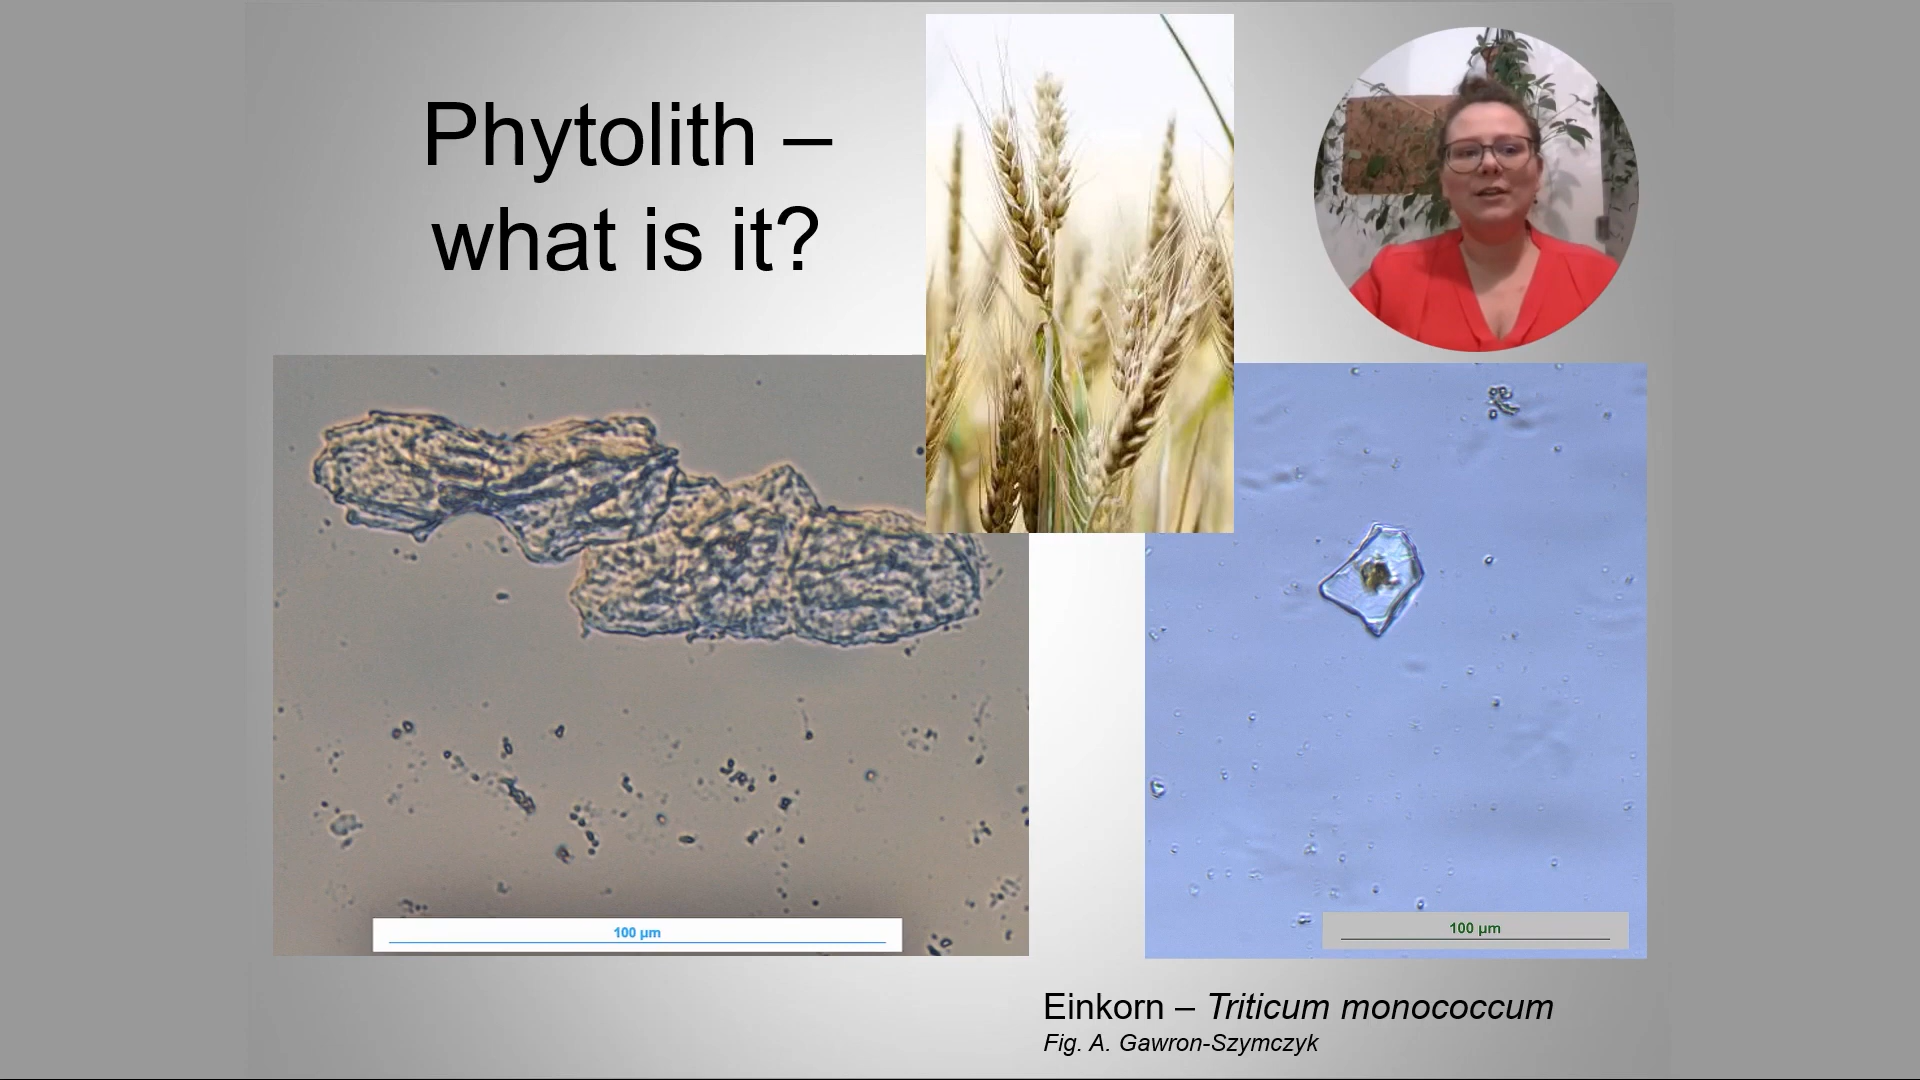 Phytolith –
what is it?
100 µm
100 µm
Einkorn – Triticum monococcum
Fig. A. Gawron-Szymczyk